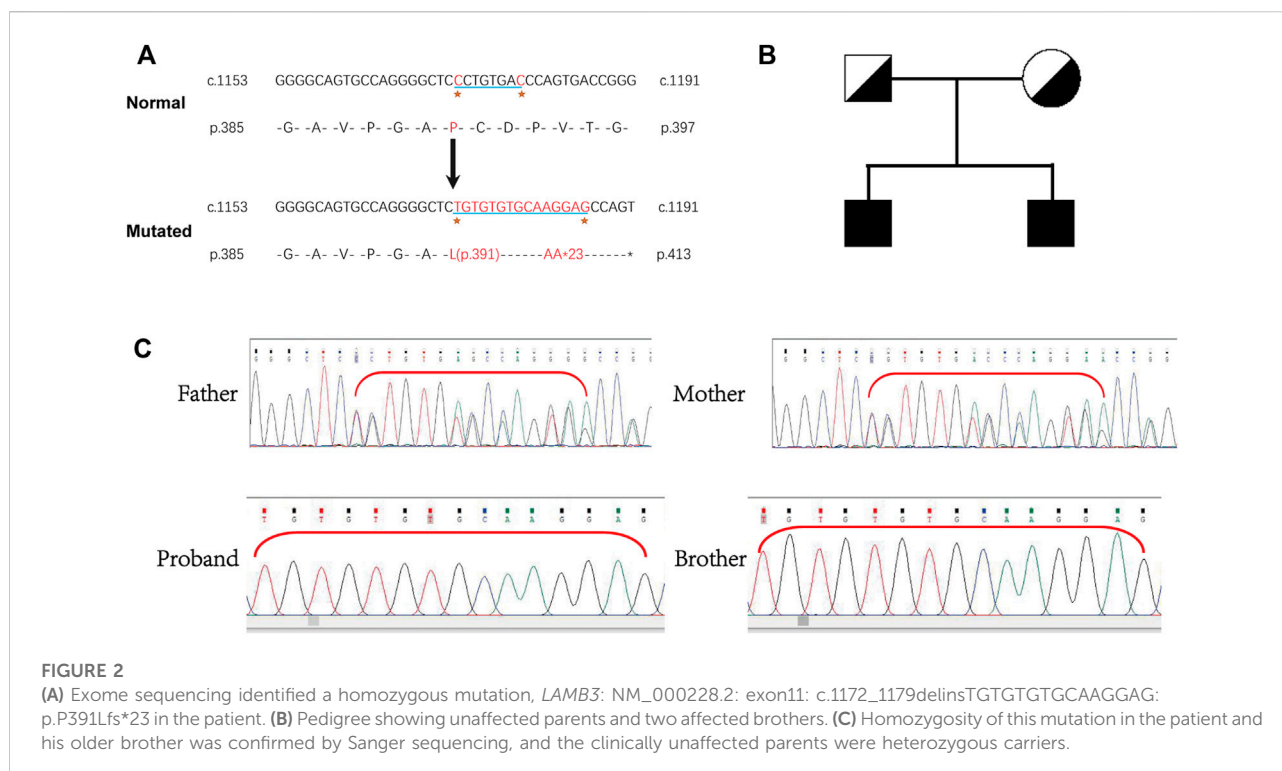 A
c.1153 GGGGCAGTGCCAGGGGCTCCCTGTGACCCAGTGACCGGG c.1191
Normal
p.385 -G- -A- -V- -P- -G- -A- -P- -C- -D- -P- -V- -T- -G- p.397
c.1153 GGGGCAGTGCCAGGGGCTCTGTGTGTGCAAGGAGCCAGT c.1191
Mutated
p.385 -G- -A- -V- -P- -G- -A- -L(p.391)------AA*23------* p.413
B
C
Father
Mother
T G T G T G T G C A A G G A G
Proband
T G T G T G T G C A A G G A G
Brother
FIGURE 2
(A) Exome sequencing identified a homozygous mutation, LAMB3: NM_000228.2: exon11: c.1172_1179delinsTGTGTGTGCAAGGAG:
p.P391Lfs*23 in the patient. (B) Pedigree showing unaffected parents and two affected brothers. (C) Homozygosity of this mutation in the patient and
his older brother was confirmed by Sanger sequencing, and the clinically unaffected parents were heterozygous carriers.